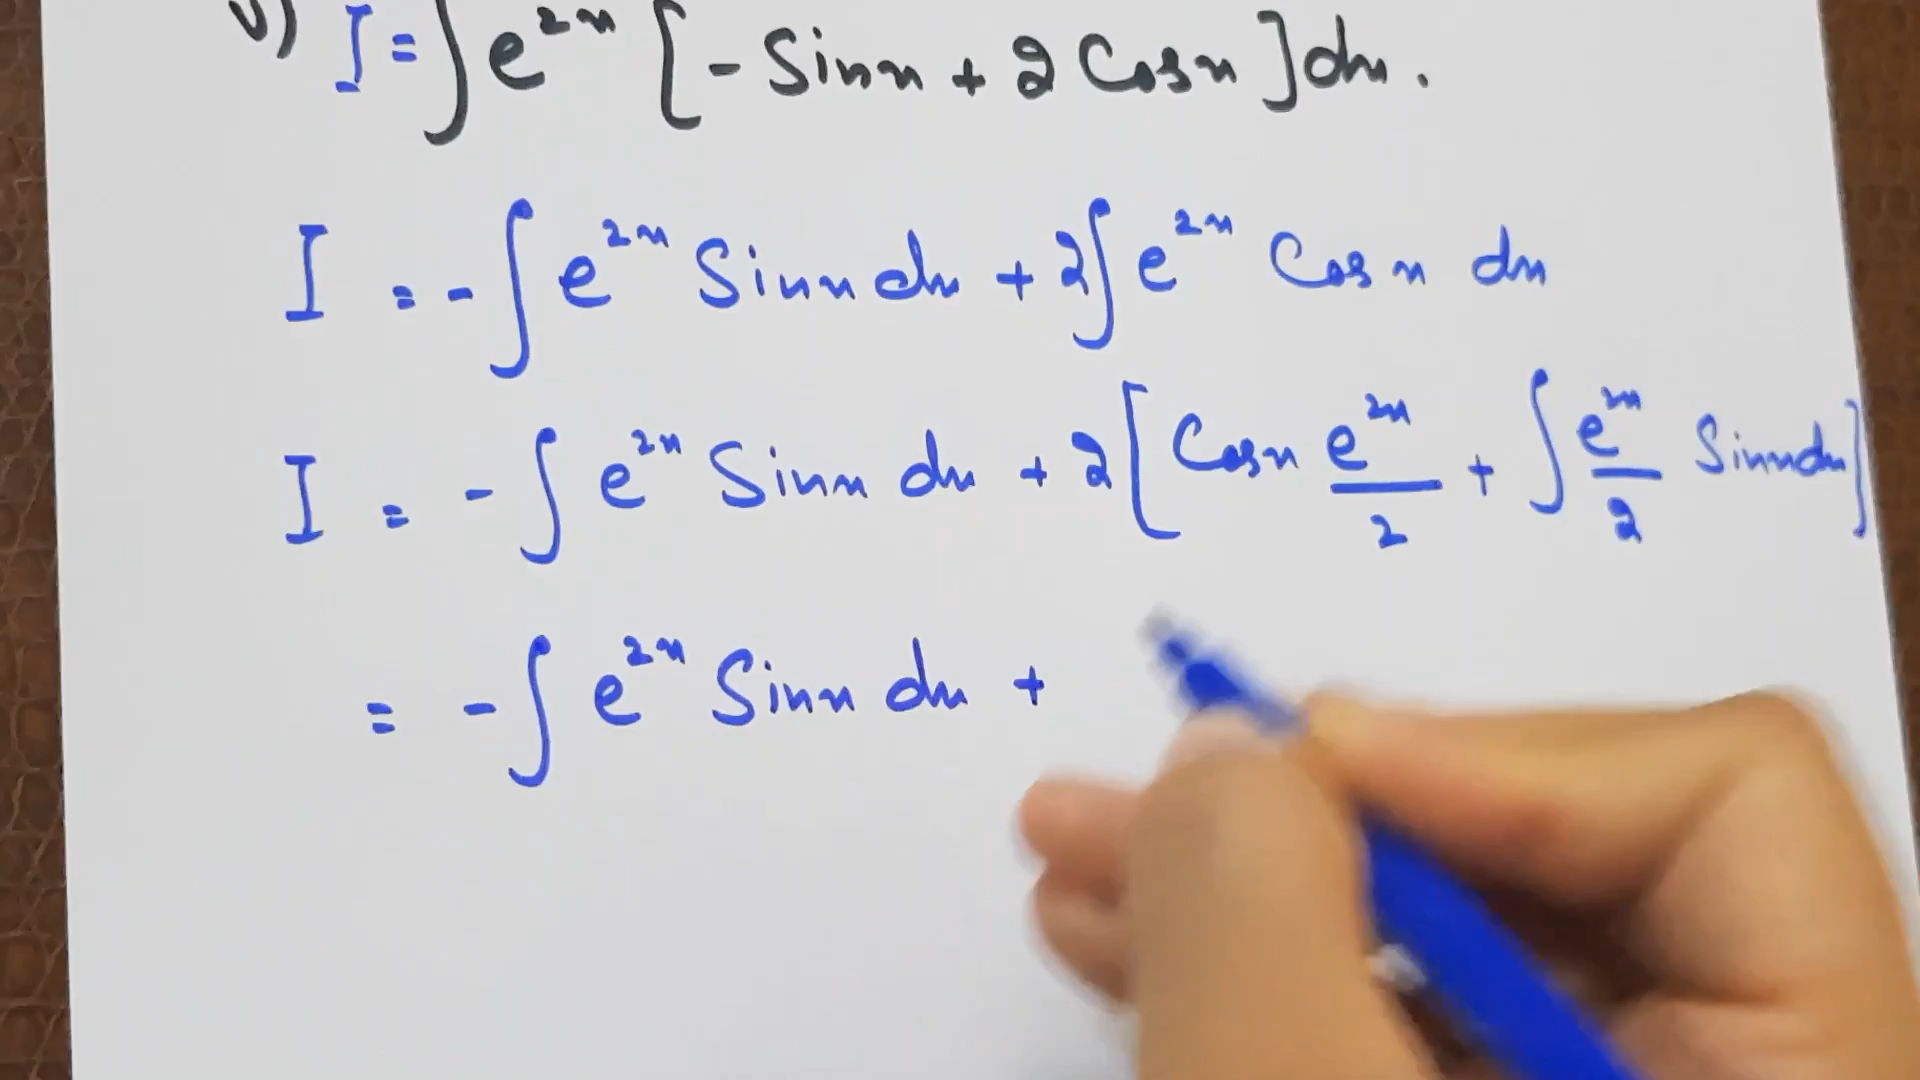 v) I = ∫ e^{2x} [ - Sinx + 2 Cosx ] dx .
I = - ∫ e^{2x} Sinx dx + 2 ∫ e^{2x} Cos x dx
I = - ∫ e^{2x} Sinx dx + 2 [ Cosx e^{2x}/2 + ∫ e^{2x}/2 Sinx dx ]
= - ∫ e^{2x} Sinx dx +